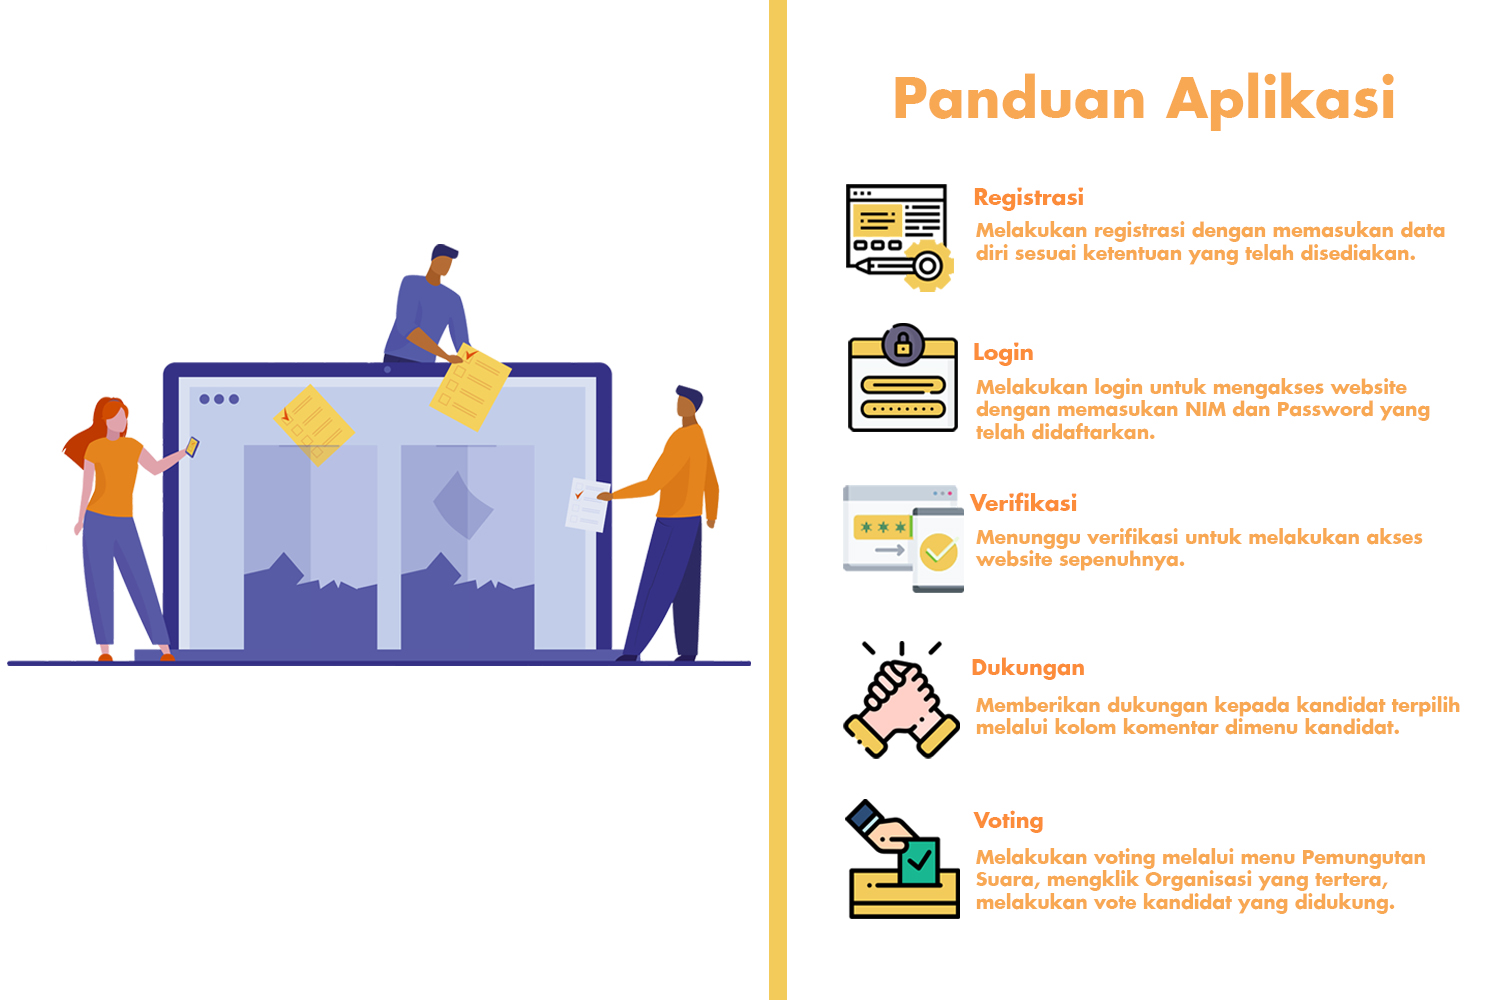 Panduan Aplikasi
Registrasi
Melakukan registrasi dengan memasukan data
diri sesuai ketentuan yang telah disediakan.
Login
Melakukan login untuk mengakses website
dengan memasukan NIM dan Password yang
telah didaftarkan.
Verifikasi
Menunggu verifikasi untuk melakukan akses
website sepenuhnya.
Dukungan
Memberikan dukungan kepada kandidat terpilih
melalui kolom komentar dimenu kandidat.
Voting
Melakukan voting melalui menu Pemungutan
Suara, mengklik Organisasi yang tertera,
melakukan vote kandidat yang didukung.